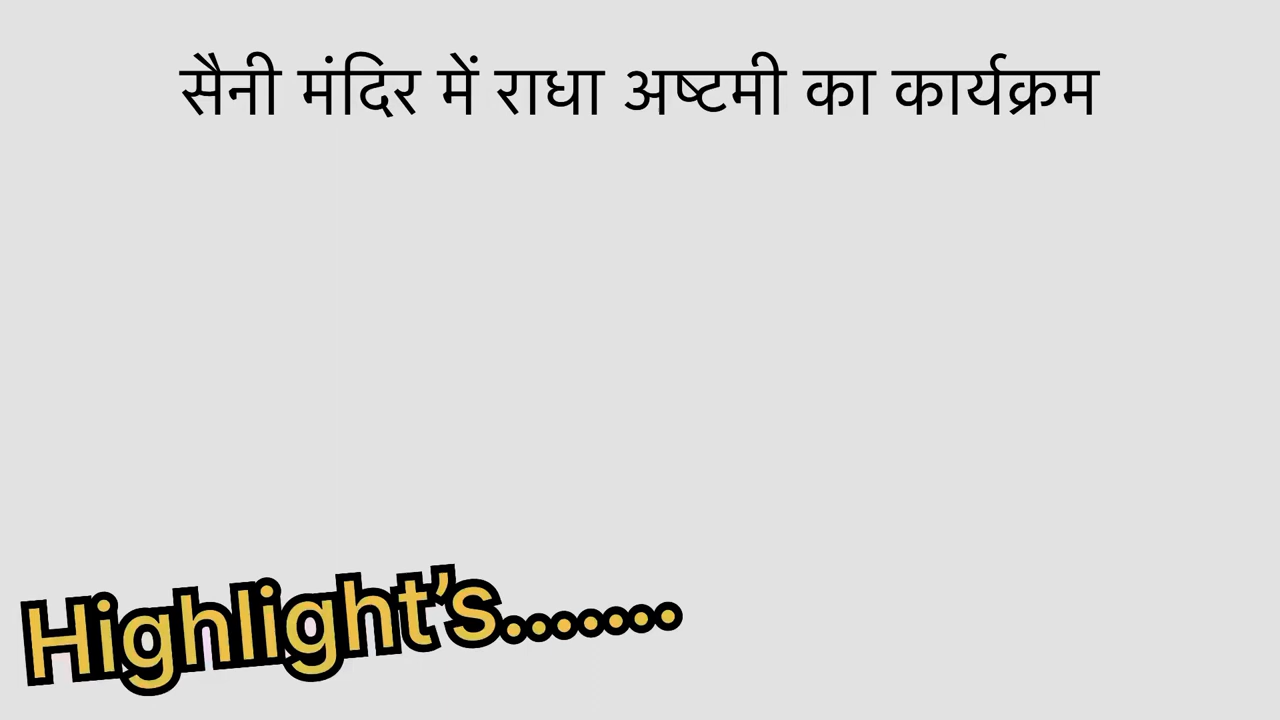 सैनी मंदिर में राधा अष्टमी का कार्यक्रम
Highlight’s.......